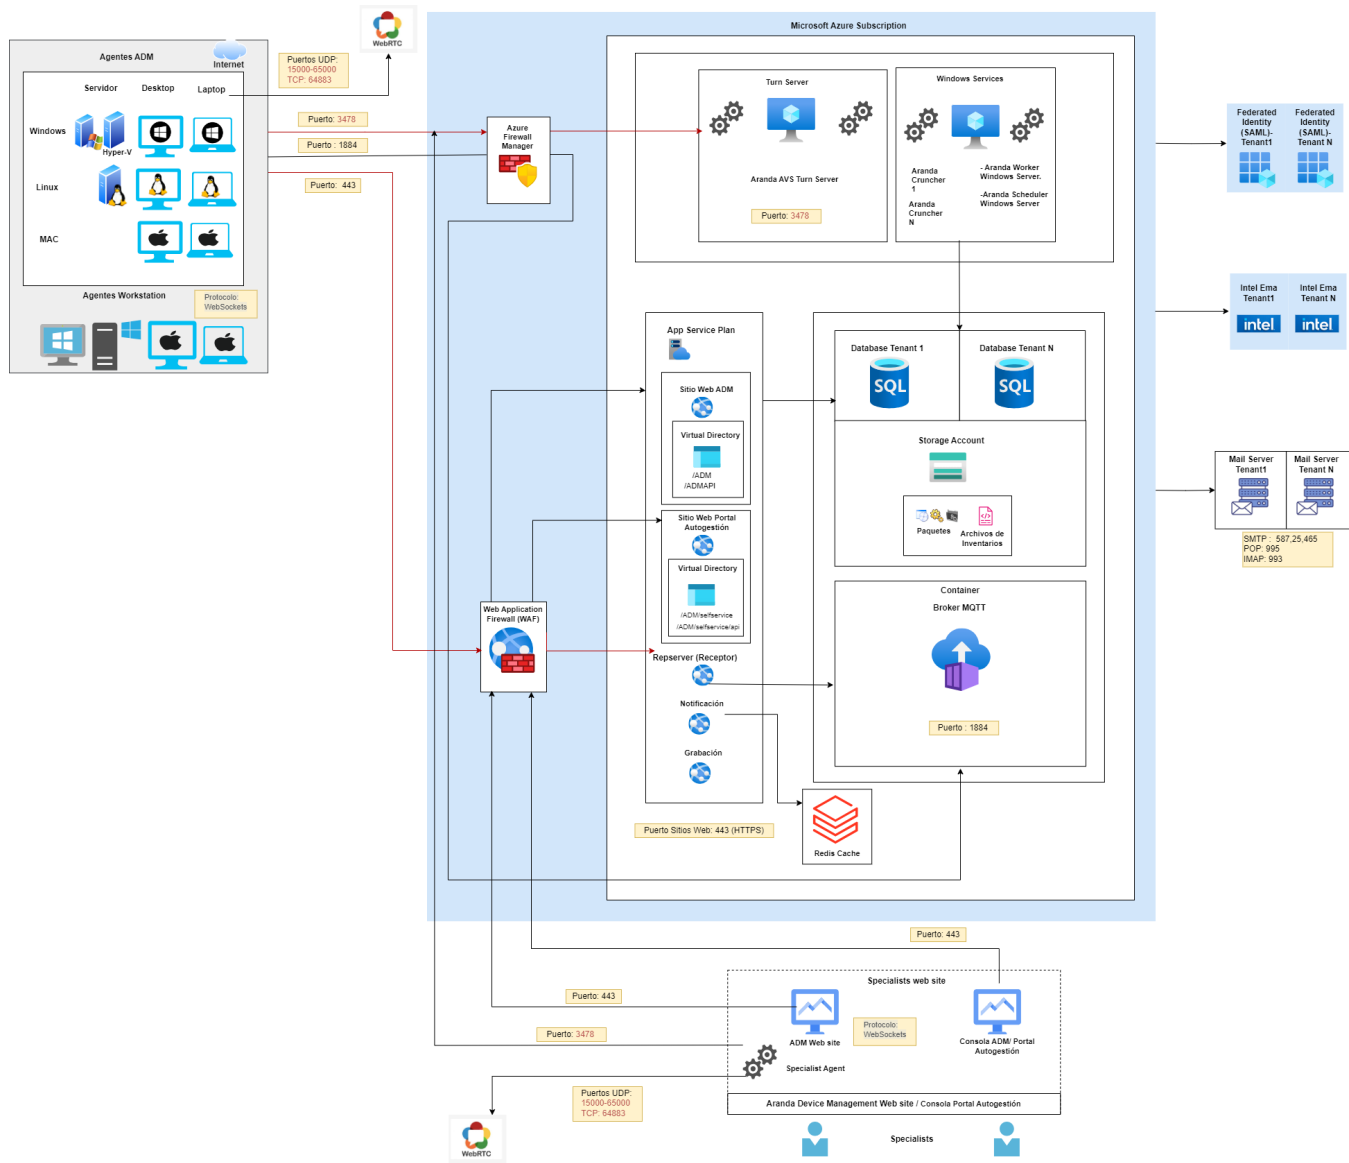 Microsoft Azure Subscription
WebRTC
Agentes ADM
Internet
Puertos UDP:
15000-65000
TCP: 64883
Servidor
Desktop
Laptop
Windows
Hyper-V
Linux
MAC
Agentes Workstation
Protocolo:
WebSockets
Puerto: 3478
Puerto : 1884
Puerto: 443
Azure
Firewall
Manager
Turn Server
Aranda AVS Turn Server
Puerto: 3478
Windows Services
Aranda
Cruncher
1
Aranda
Cruncher
N
- Aranda Worker
Windows Server.
-Aranda Scheduler
Windows Server
Federated
Identity
(SAML)-
Tenant1
Federated
Identity
(SAML)-
Tenant N
Intel Ema
Tenant1
Intel Ema
Tenant N
intel
intel
Mail Server
Tenant1
Mail Server
Tenant N
SMTP : 587,25,465
POP: 995
IMAP: 993
App Service Plan
Sitio Web ADM
Virtual Directory
/ADM
/ADMAPI
Sitio Web Portal
Autogestión
Virtual Directory
/ADM/selfservice
/ADM/selfservice/api
Repserver (Receptor)
Notificación
Grabación
Puerto Sitios Web: 443 (HTTPS)
Database Tenant 1
SQL
Database Tenant N
SQL
Storage Account
Paquetes
Archivos de
Inventarios
Container
Broker MQTT
Puerto : 1884
Redis Cache
Web Application
Firewall (WAF)
Puerto: 443
Puerto: 443
Puerto: 3478
Puertos UDP:
15000-65000
TCP: 64883
WebRTC
Specialists web site
ADM Web site
Protocolo:
WebSockets
Consola ADM/ Portal
Autogestión
Specialist Agent
Aranda Device Management Web site / Consola Portal Autogestión
Specialists